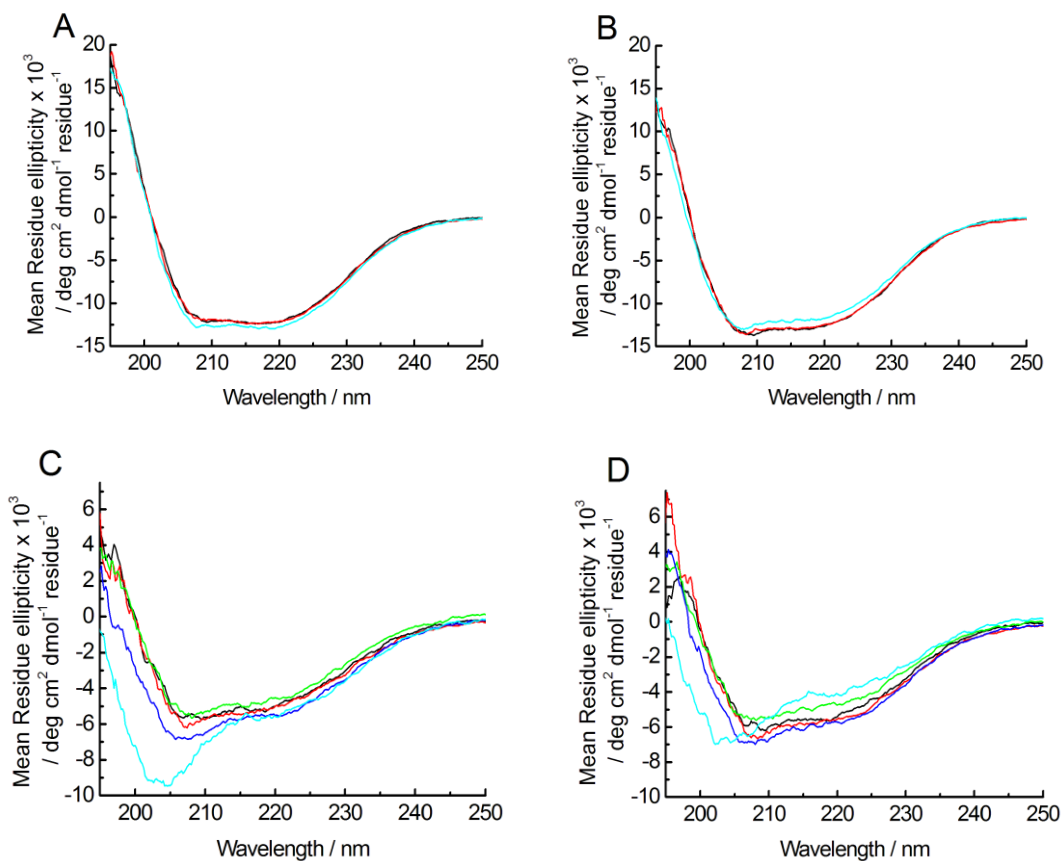 A
Mean Residue ellipticity x 10³
/ deg cm² dmol⁻¹ residue⁻¹
20
15
10
5
0
-5
-10
-15
200 210 220 230 240 250
Wavelength / nm
B
Mean Residue ellipticity x 10³
/ deg cm² dmol⁻¹ residue⁻¹
20
15
10
5
0
-5
-10
-15
200 210 220 230 240 250
Wavelength / nm
C
Mean Residue ellipticity x 10³
/ deg cm² dmol⁻¹ residue⁻¹
6
4
2
0
-2
-4
-6
-8
-10
200 210 220 230 240 250
Wavelength / nm
D
Mean Residue ellipticity x 10³
/ deg cm² dmol⁻¹ residue⁻¹
6
4
2
0
-2
-4
-6
-8
-10
200 210 220 230 240 250
Wavelength / nm